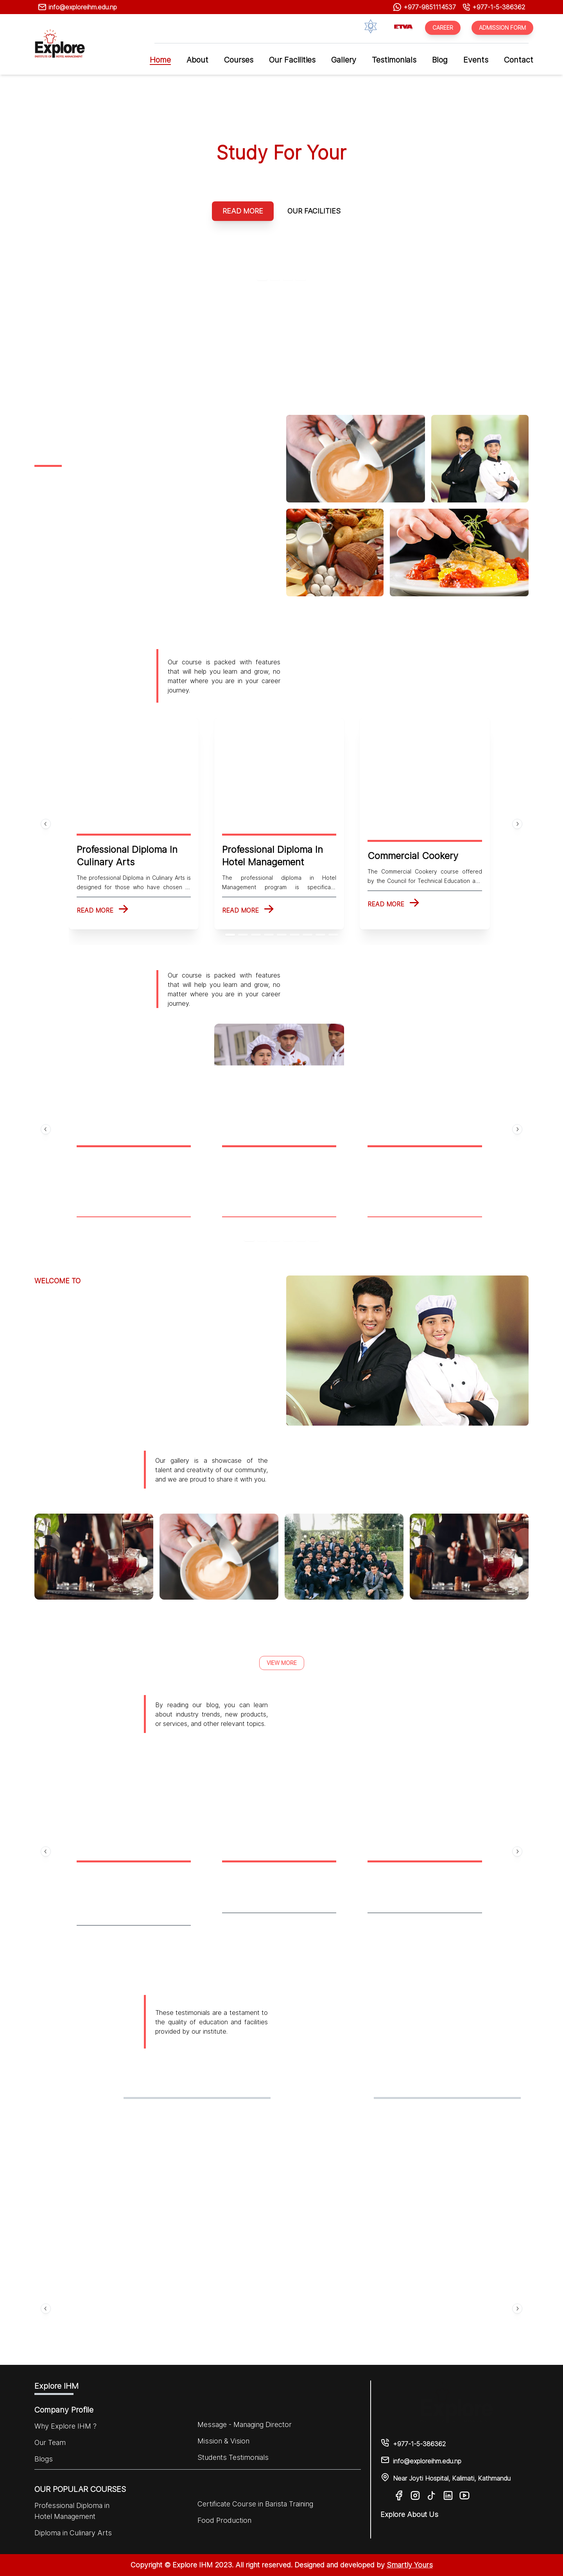 info@exploreihm.edu.np
+977-9851114537
+977-1-5-386362
Explore
INSTITUTE OF HOTEL MANAGEMENT
ETVA
CAREER
ADMISSION FORM
Home
About
Courses
Our Facilities
Gallery
Testimonials
Blog
Events
Contact
Study For Your
READ MORE
OUR FACILITIES
Our course is packed with features
that will help you learn and grow, no
matter where you are in your career
journey.
Professional Diploma In
Culinary Arts
The professional Diploma in Culinary Arts is
designed for those who have chosen ...
READ MORE
Professional Diploma In
Hotel Management
The professional diploma in Hotel
Management program is specifica...
READ MORE
Commercial Cookery
The Commercial Cookery course offered
by the Council for Technical Education a...
READ MORE
Our course is packed with features
that will help you learn and grow, no
matter where you are in your career
journey.
WELCOME TO
Our gallery is a showcase of the
talent and creativity of our community,
and we are proud to share it with you.
VIEW MORE
By reading our blog, you can learn
about industry trends, new products,
or services, and other relevant topics.
These testimonials are a testament to
the quality of education and facilities
provided by our institute.
Explore IHM
Company Profile
Why Explore IHM ?
Our Team
Blogs
Message - Managing Director
Mission & Vision
Students Testimonials
OUR POPULAR COURSES
Professional Diploma in
Hotel Management
Diploma in Culinary Arts
Certificate Course in Barista Training
Food Production
+977-1-5-386362
info@exploreihm.edu.np
Near Joyti Hospital, Kalimati, Kathmandu
Explore About Us
Copyright © Explore IHM 2023. All right reserved. Designed and developed by Smartly Yours